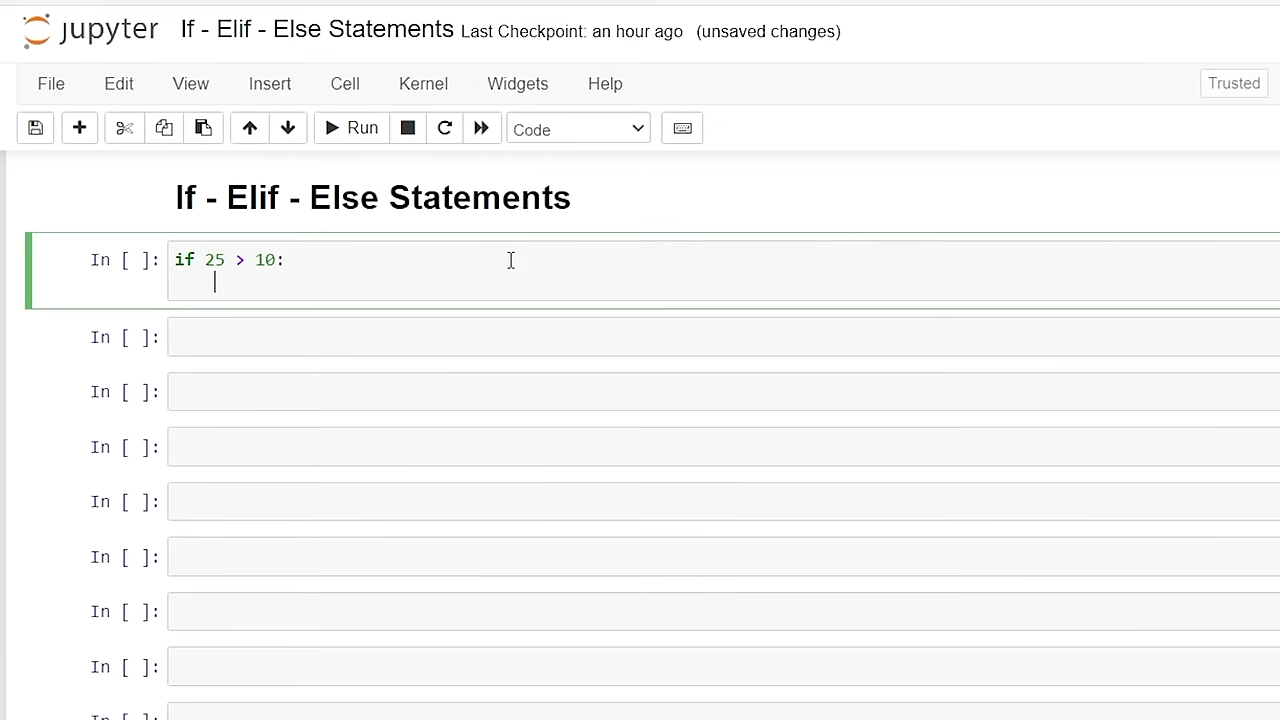 jupyter If - Elif - Else Statements Last Checkpoint: an hour ago (unsaved changes)
File Edit View Insert Cell Kernel Widgets Help Trusted
Run Code
If - Elif - Else Statements
In [ ]: if 25 > 10:
In [ ]:
In [ ]:
In [ ]:
In [ ]:
In [ ]:
In [ ]:
In [ ]: